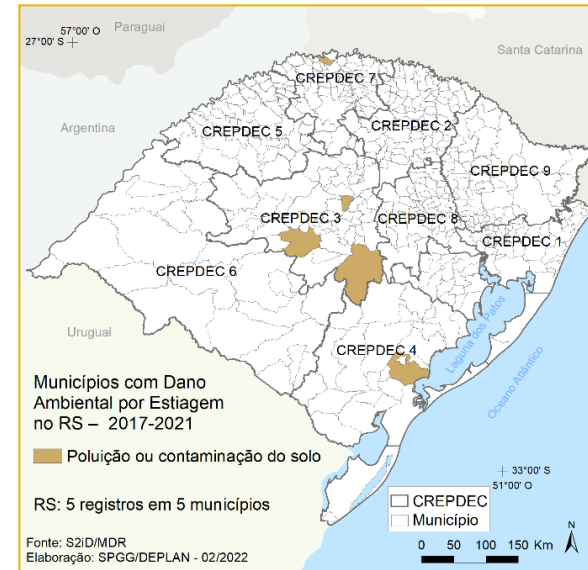 57°00' O
27°00' S
Paraguai
Santa Catarina
CREPDEC 7
Argentina
CREPDEC 5
CREPDEC 2
CREPDEC 9
CREPDEC 3
CREPDEC 8
CREPDEC 1
CREPDEC 6
Uruguai
CREPDEC 4
Laguna dos Patos
Oceano Atlântico
Municípios com Dano
Ambiental por Estiagem
no RS – 2017-2021
Poluição ou contaminação do solo
RS: 5 registros em 5 municípios
33°00' S
51°00' O
CREPDEC
Município
N
Fonte: S2iD/MDR
Elaboração: SPGG/DEPLAN - 02/2022
0 50 100 150 Km